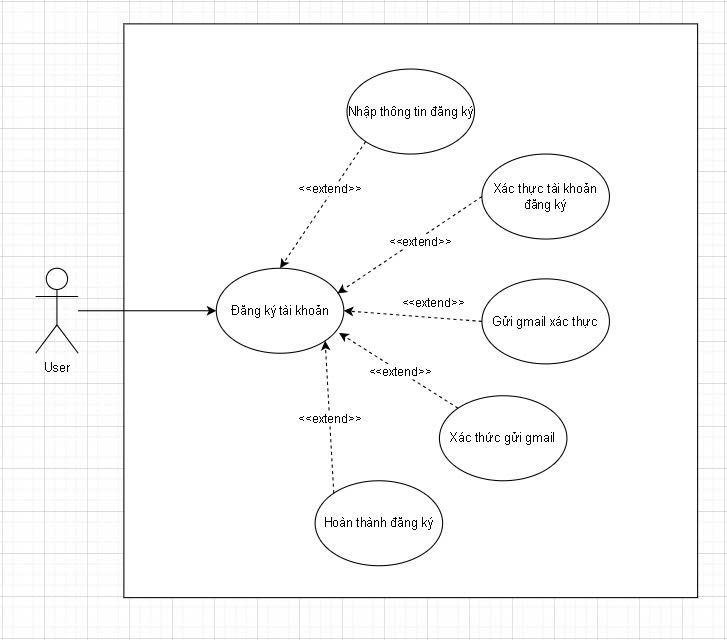 Nhập thông tin đăng ký
<<extend>>
Xác thực tài khoản
đăng ký
<<extend>>
<<extend>>
Đăng ký tài khoản
Gửi gmail xác thực
User
<<extend>>
<<extend>>
Xác thức gửi gmail
Hoàn thành đăng ký